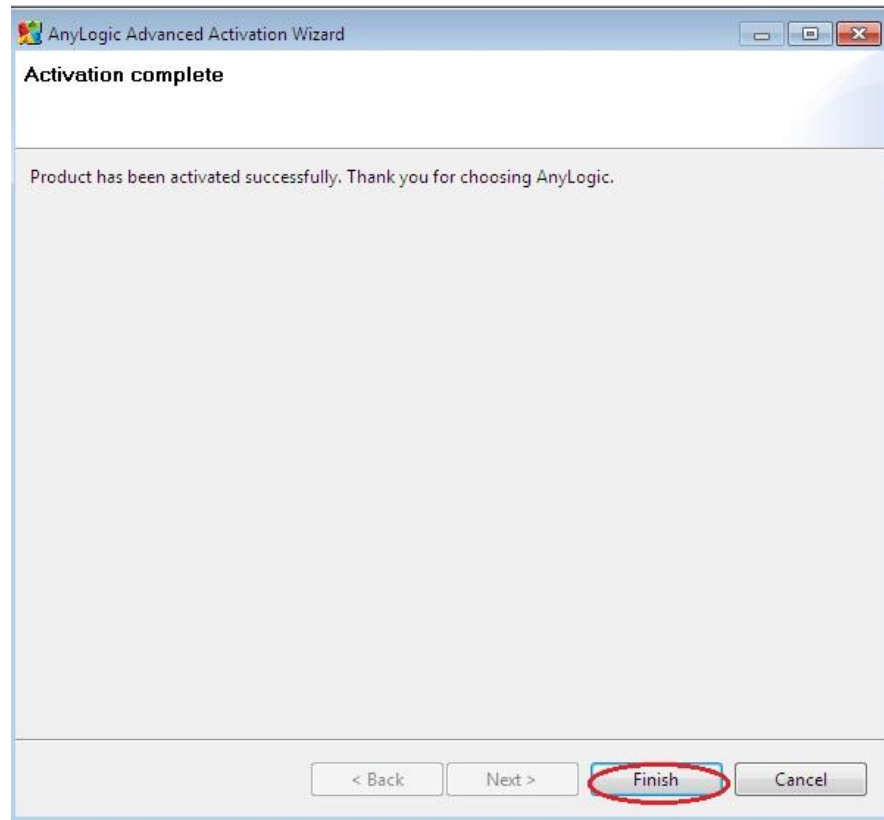 AnyLogic Advanced Activation Wizard
Activation complete
Product has been activated successfully. Thank you for choosing AnyLogic.
< Back Next > Finish Cancel